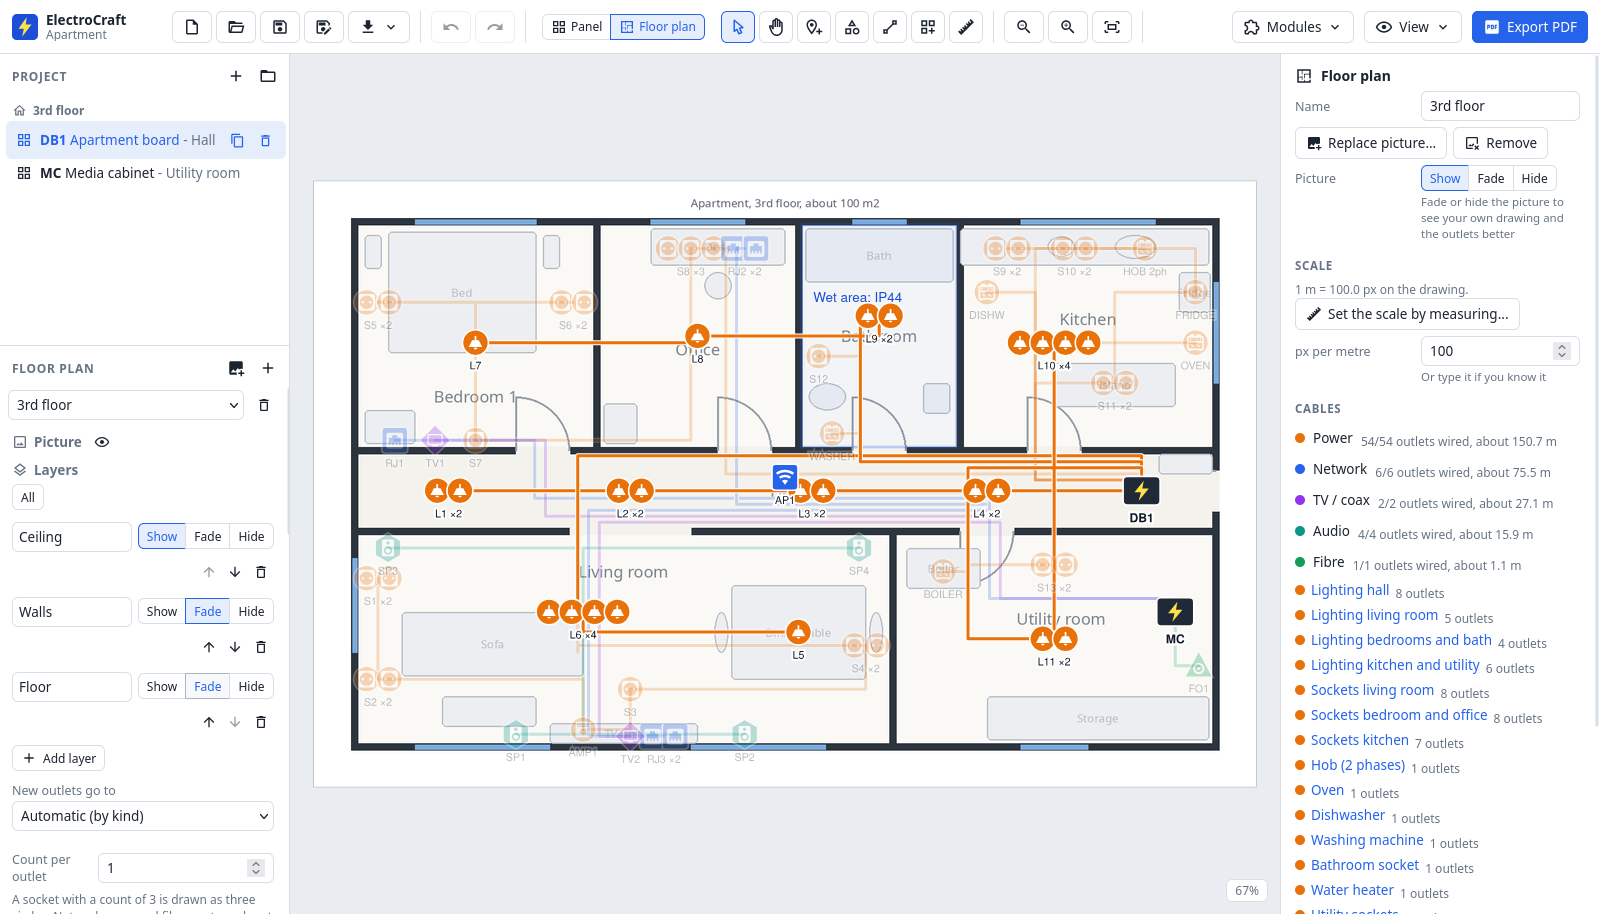 ElectroCraft
Apartment
Panel
Floor plan
Modules
View
Export PDF
PROJECT
3rd floor
DB1 Apartment board - Hall
MC Media cabinet - Utility room
FLOOR PLAN
3rd floor
Picture
Layers
All
Ceiling
Show
Fade
Hide
Walls
Show
Fade
Hide
Floor
Show
Fade
Hide
Add layer
New outlets go to
Automatic (by kind)
Count per
outlet
1
A socket with a count of 3 is drawn as three
Apartment, 3rd floor, about 100 m2
Bed
S8 ×3
RJ2 ×2
Bath
S9 ×2
S10 ×2
HOB 2ph
S5 ×2
S6 ×2
Wet area: IP44
DISHW
FRIDGE
Kitchen
L7
L8
Office
L9 ×2
L10 ×4
OVEN
S12
Bedroom 1
S11 ×2
RJ1
TV1
S7
WASHER
L1 ×2
L2 ×2
AP1
L3 ×2
L4 ×2
DB1
SP3
Living room
SP4
S1 ×2
BOILER
S13 ×2
Utility room
MC
Sofa
L6 ×4
L5
S4 ×2
L11 ×2
S2 ×2
S3
FO1
Storage
SP1
AMP1
TV2
RJ3 ×2
SP2
67%
Floor plan
Name
3rd floor
Replace picture...
Remove
Picture
Show
Fade
Hide
Fade or hide the picture to
see your own drawing and
the outlets better
SCALE
1 m = 100.0 px on the drawing.
Set the scale by measuring...
px per metre
100
Or type it if you know it
CABLES
Power 54/54 outlets wired, about 150.7 m
Network 6/6 outlets wired, about 75.5 m
TV / coax 2/2 outlets wired, about 27.1 m
Audio 4/4 outlets wired, about 15.9 m
Fibre 1/1 outlets wired, about 1.1 m
Lighting hall 8 outlets
Lighting living room 5 outlets
Lighting bedrooms and bath 4 outlets
Lighting kitchen and utility 6 outlets
Sockets living room 8 outlets
Sockets bedroom and office 8 outlets
Sockets kitchen 7 outlets
Hob (2 phases) 1 outlets
Oven 1 outlets
Dishwasher 1 outlets
Washing machine 1 outlets
Bathroom socket 1 outlets
Water heater 1 outlets
Utility sockets